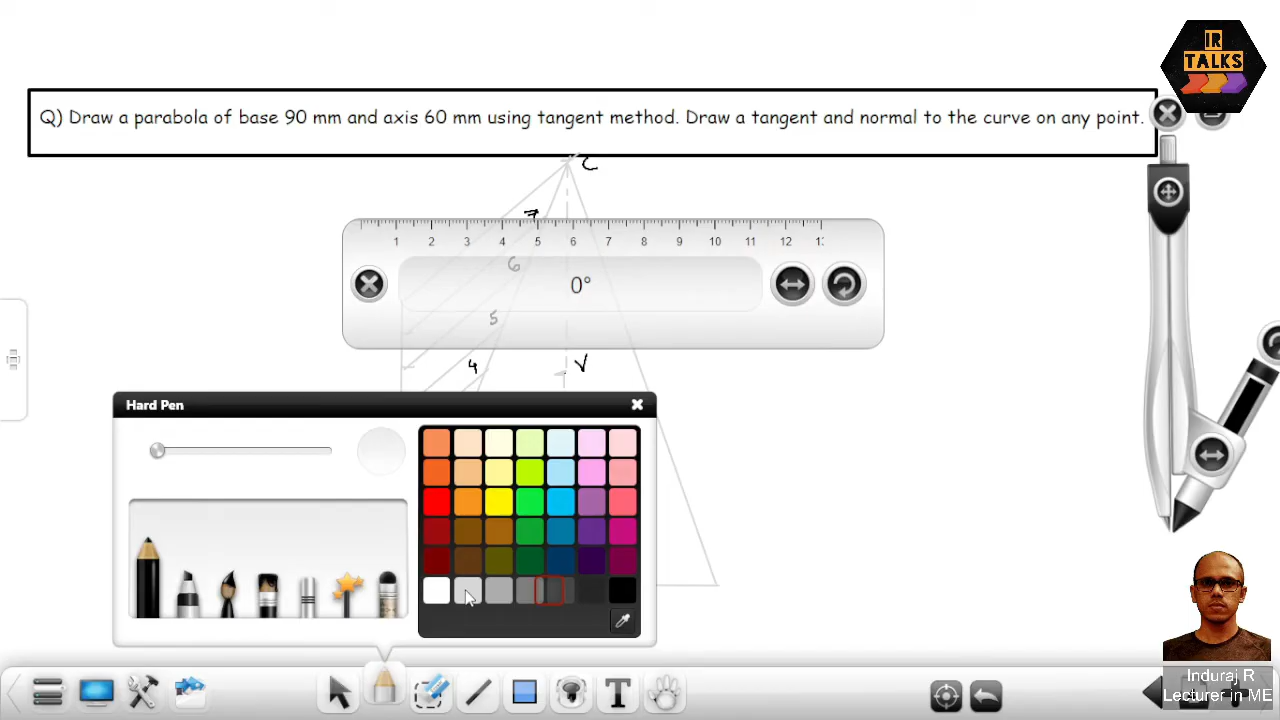 IR
TALKS
Q) Draw a parabola of base 90 mm and axis 60 mm using tangent method. Draw a tangent and normal to the curve on any point.
C
7
1 2 3 4 5 6 7 8 9 10 11 12
6
0°
5
4
V
Hard Pen
T
Induraj R
Lecturer in ME